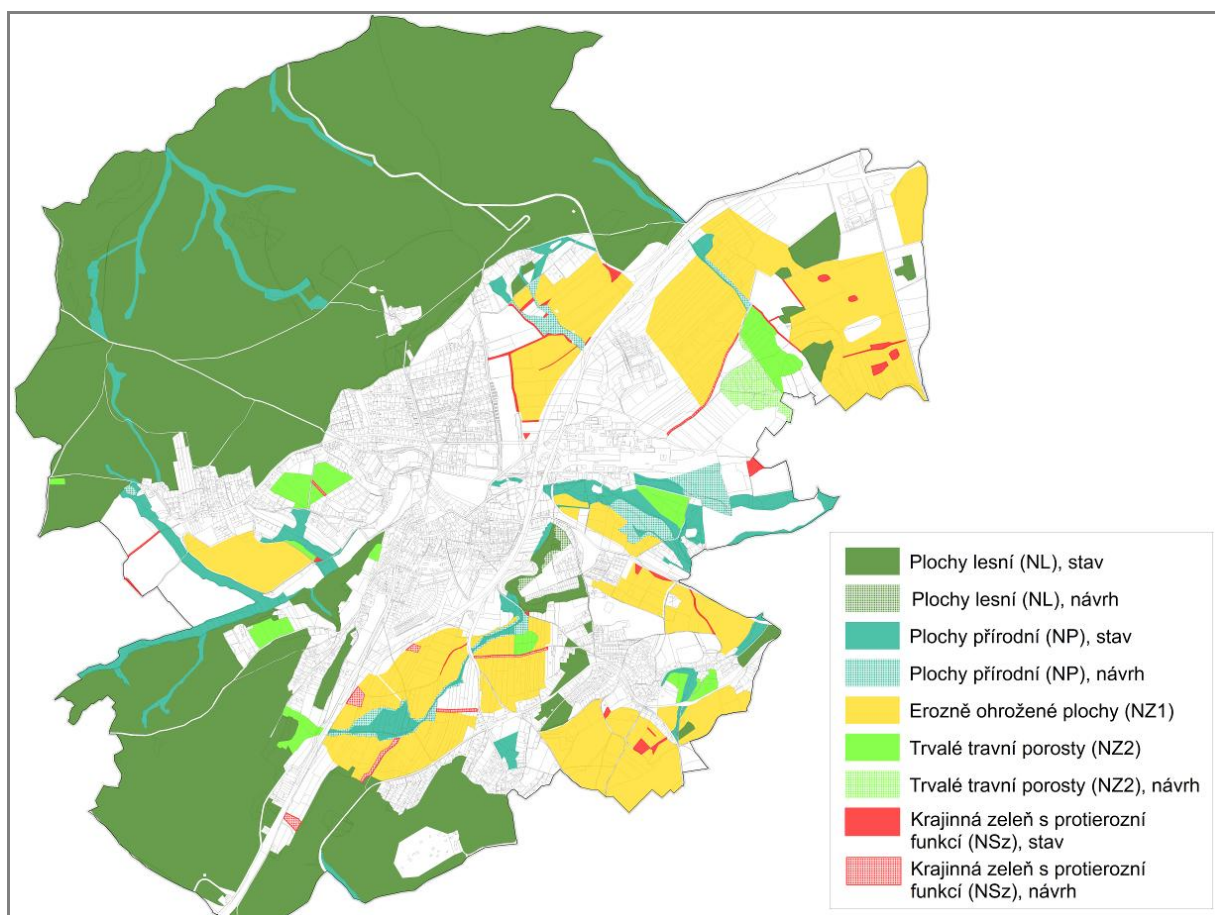 Plochy lesní (NL), stav
Plochy lesní (NL), návrh
Plochy přírodní (NP), stav
Plochy přírodní (NP), návrh
Erozně ohrožené plochy (NZ1)
Trvalé travní porosty (NZ2)
Trvalé travní porosty (NZ2), návrh
Krajinná zeleň s protierozní
funkcí (NSz), stav
Krajinná zeleň s protierozní
funkcí (NSz), návrh